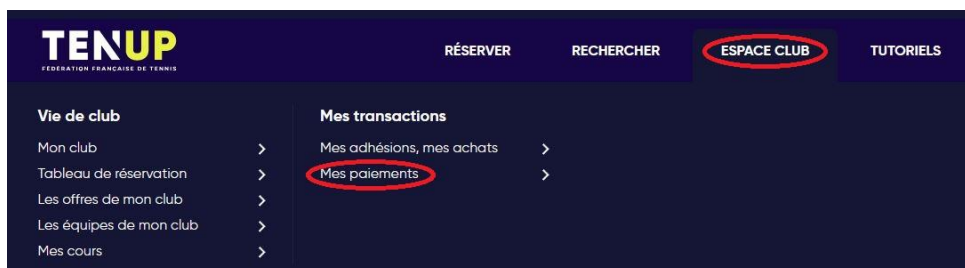 TENUP
FÉDÉRATION FRANÇAISE DE TENNIS
RÉSERVER
RECHERCHER
ESPACE CLUB
TUTORIELS
Vie de club
Mon club
Tableau de réservation
Les offres de mon club
Les équipes de mon club
Mes cours
Mes transactions
Mes adhésions, mes achats
Mes paiements